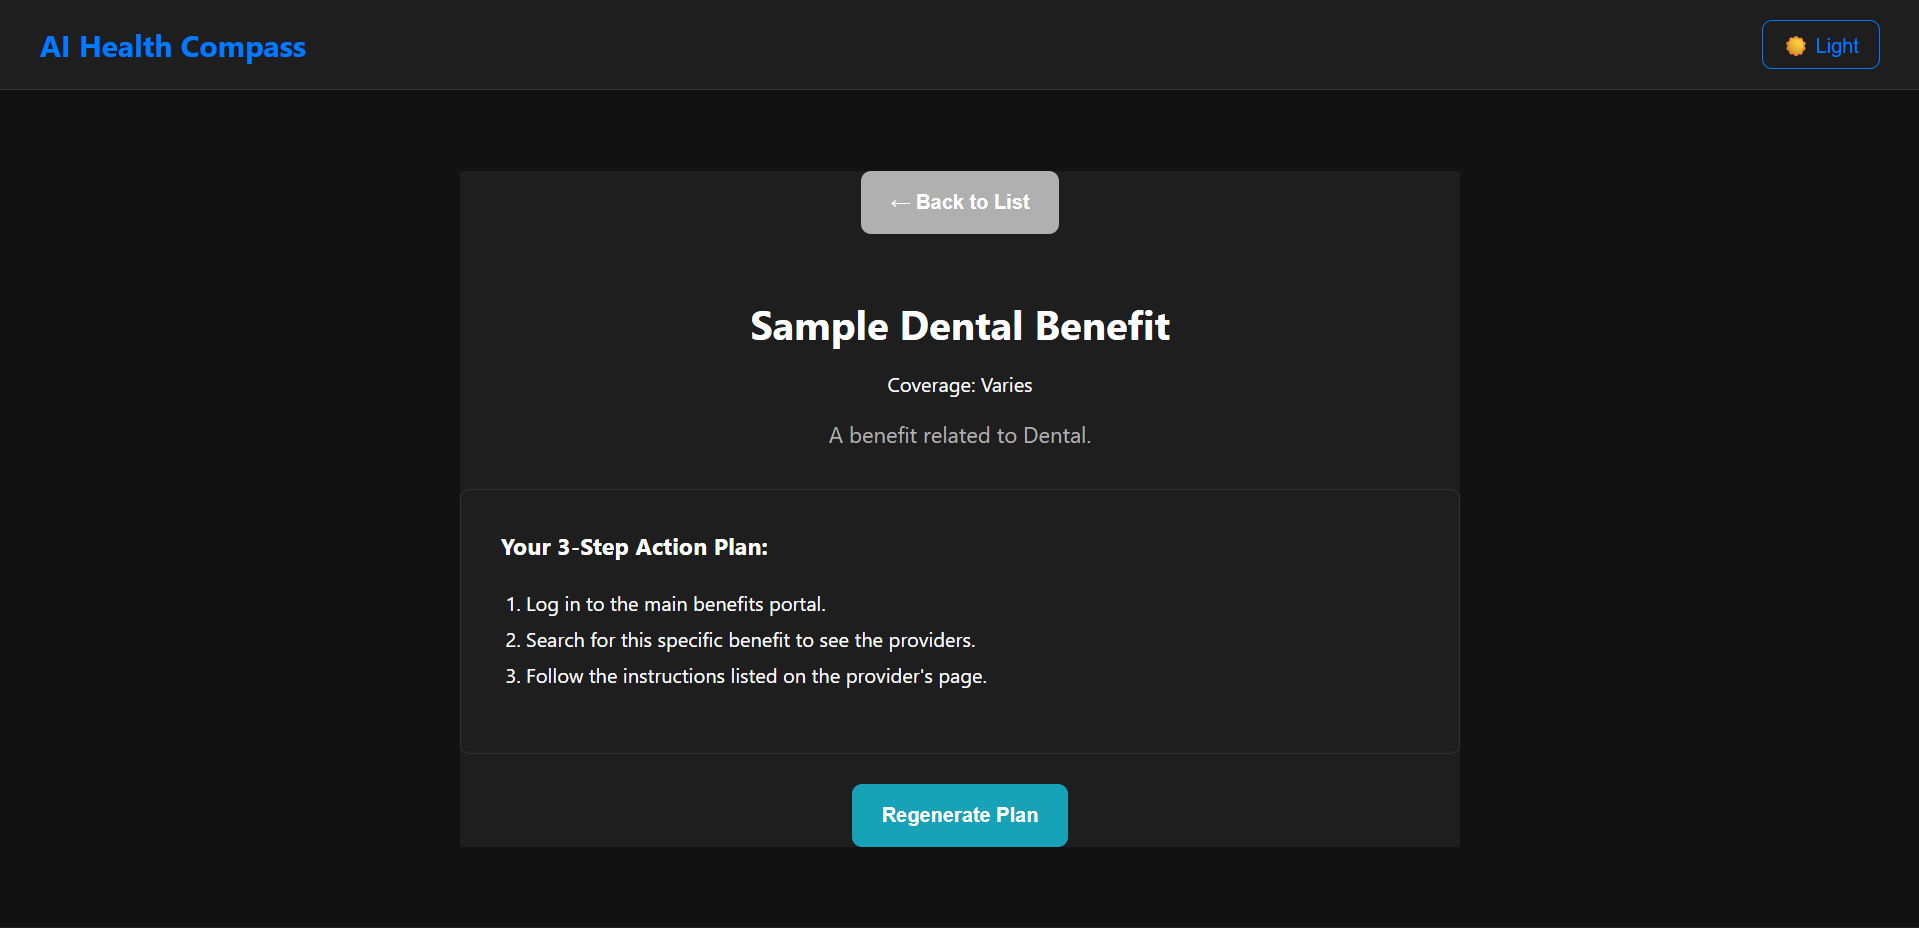 AI Health Compass
Light
← Back to List
Sample Dental Benefit
Coverage: Varies
A benefit related to Dental.
Your 3-Step Action Plan:
1. Log in to the main benefits portal.
2. Search for this specific benefit to see the providers.
3. Follow the instructions listed on the provider's page.
Regenerate Plan